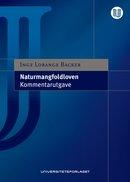 Inge Lorange Backer
Naturmangfoldloven
Kommentarutgave
UNIVERSITETSFORLAGET